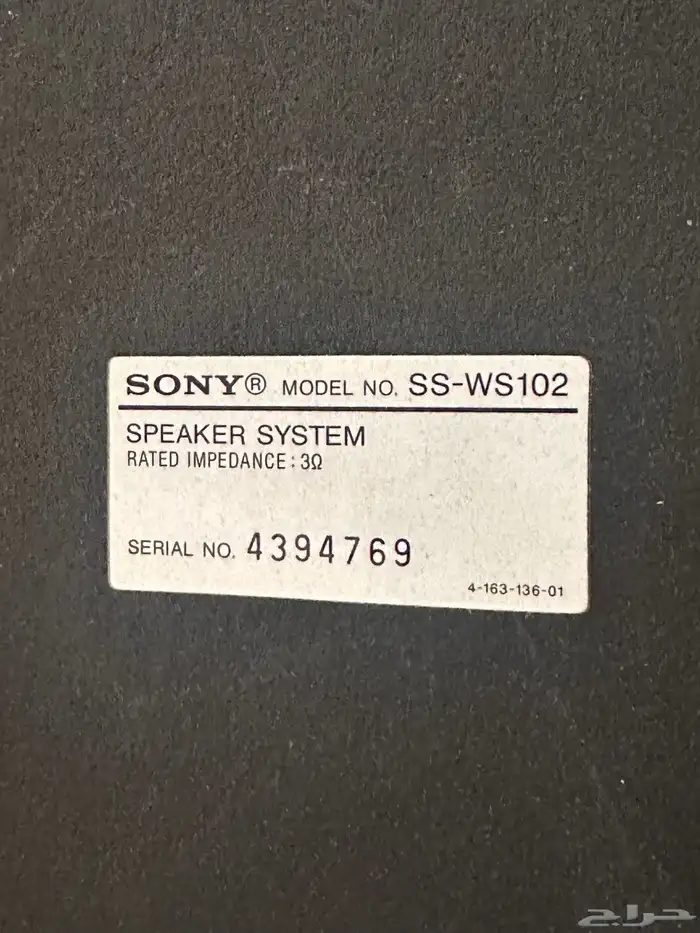 SONY® MODEL NO. SS-WS102
SPEAKER SYSTEM
RATED IMPEDANCE : 3Ω
SERIAL NO. 4394769
4-163-136-01
حراج